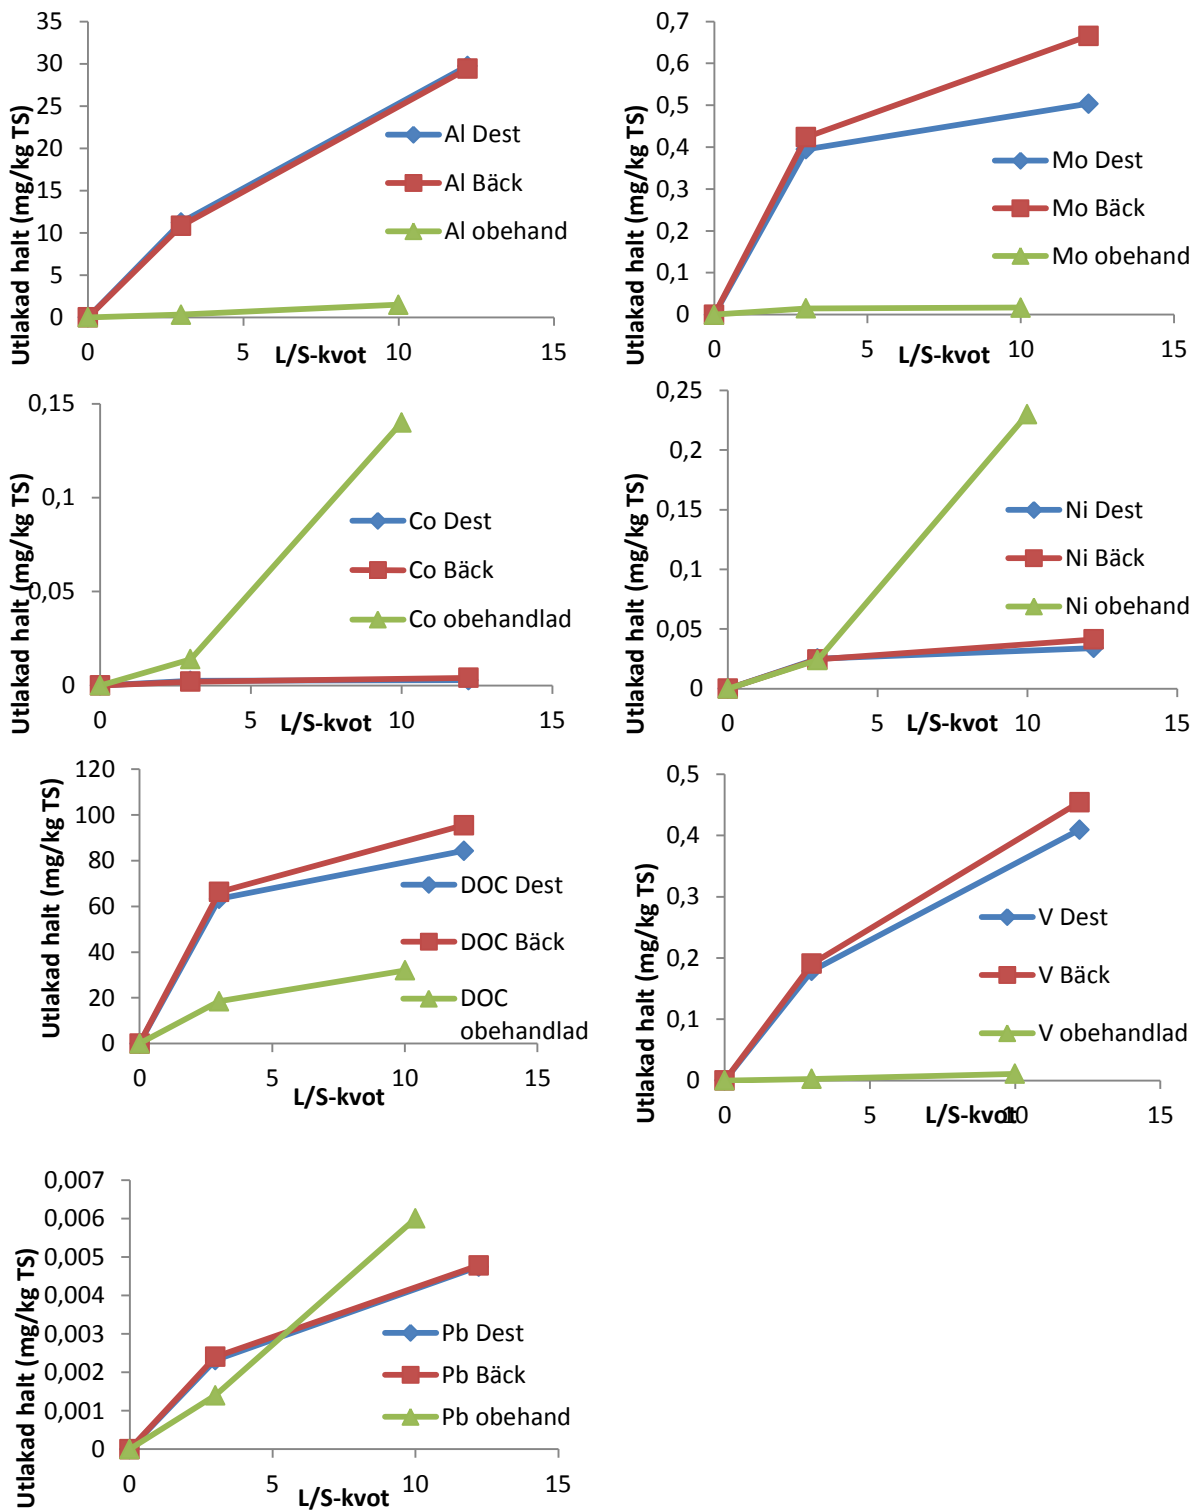 Utlakad halt (mg/kg TS)
35
30
25
20
15
10
5
0
0 5 10 15
L/S-kvot
Al Dest
Al Bäck
Al obehand
Utlakad halt (mg/kg TS)
0,7
0,6
0,5
0,4
0,3
0,2
0,1
0
0 5 10 15
L/S-kvot
Mo Dest
Mo Bäck
Mo obehand
Utlakad halt (mg/kg TS)
0,15
0,1
0,05
0
0 5 10 15
L/S-kvot
Co Dest
Co Bäck
Co obehandlad
Utlakad halt (mg/kg TS)
0,25
0,2
0,15
0,1
0,05
0
0 5 10 15
L/S-kvot
Ni Dest
Ni Bäck
Ni obehand
Utlakad halt (mg/kg TS)
120
100
80
60
40
20
0
0 5 10 15
L/S-kvot
DOC Dest
DOC Bäck
DOC
obehandlad
Utlakad halt (mg/kg TS)
0,5
0,4
0,3
0,2
0,1
0
0 5 10 15
L/S-kvot
V Dest
V Bäck
V obehandlad
Utlakad halt (mg/kg TS)
0,007
0,006
0,005
0,004
0,003
0,002
0,001
0
0 5 10 15
L/S-kvot
Pb Dest
Pb Bäck
Pb obehand